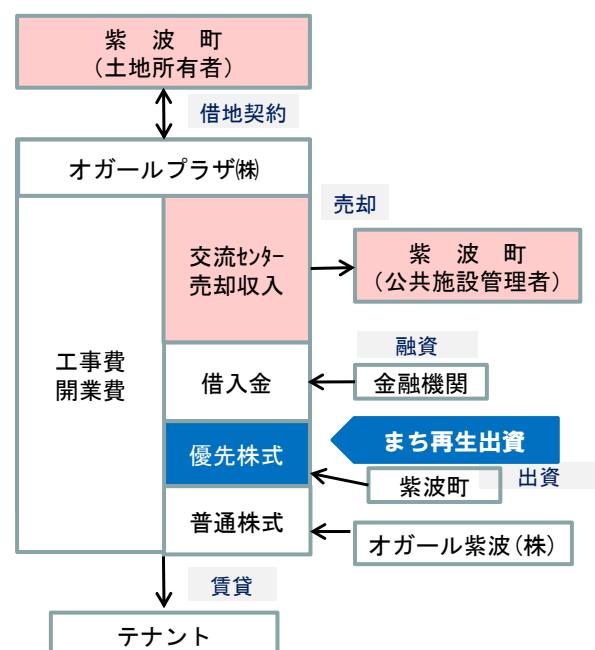 紫　波　町
（土地所有者）
借地契約
オガールプラザ㈱
売却
交流ｾﾝﾀｰ
売却収入
紫　波　町
（公共施設管理者）
工事費
開業費
融資
借入金
金融機関
まち再生出資
優先株式
紫波町
出資
普通株式
オガール紫波(株)
賃貸
テナント